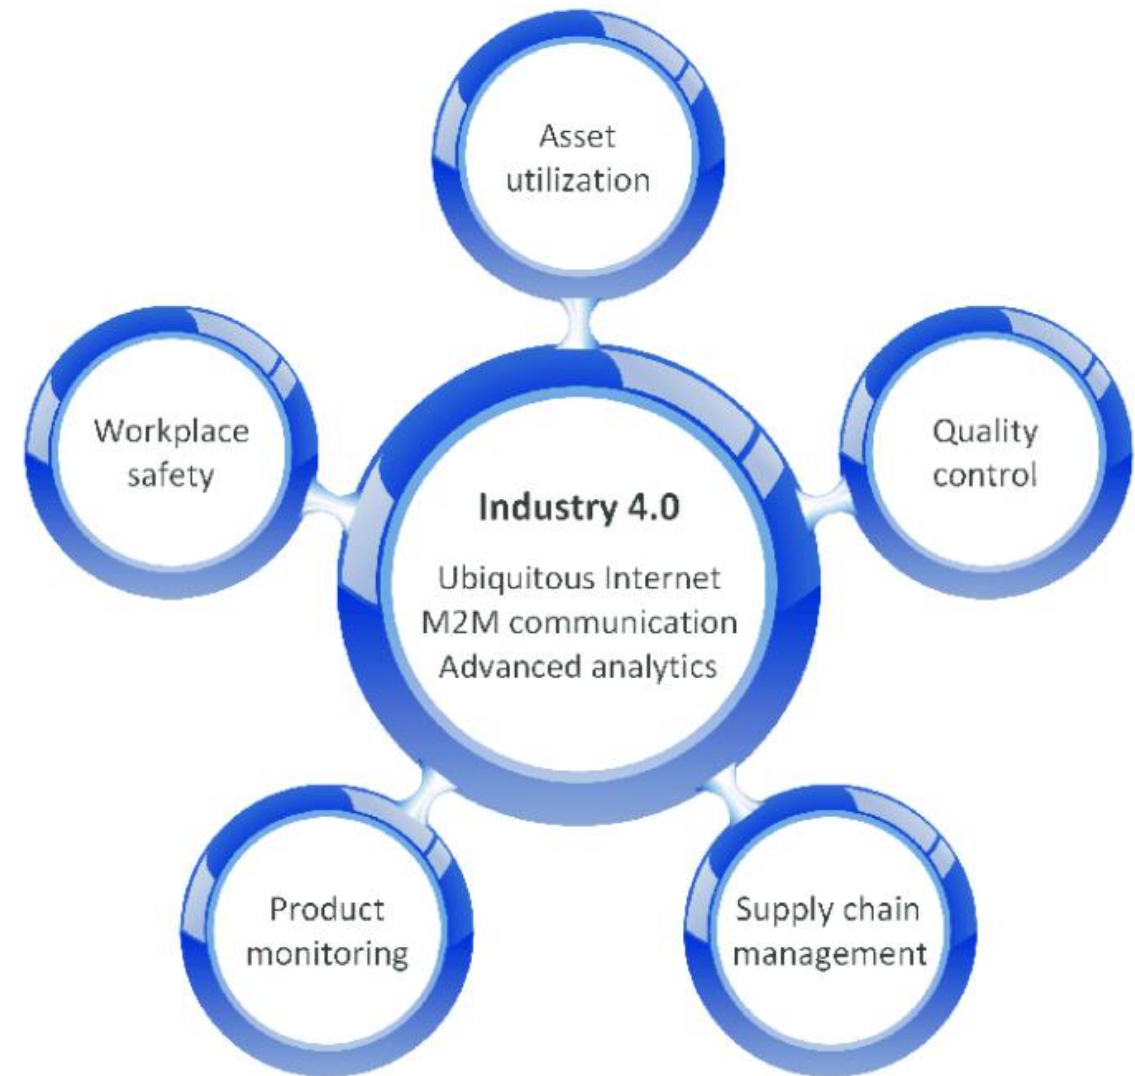 Asset
utilization
Workplace
safety
Quality
control
Industry 4.0
Ubiquitous Internet
M2M communication
Advanced analytics
Product
monitoring
Supply chain
management